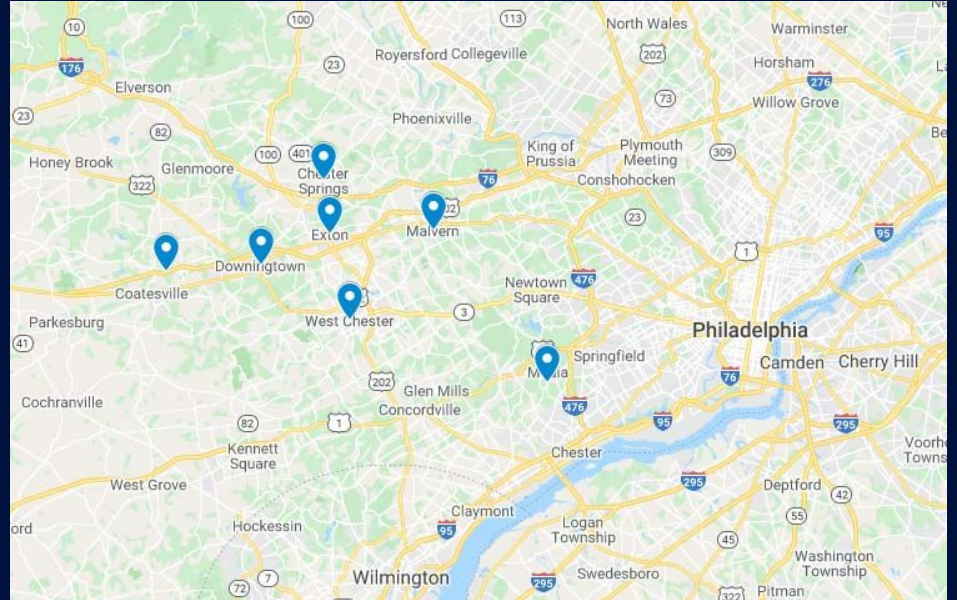 10
100
113
North Wales
Warminster
Royersford
Collegeville
202
176
23
Horsham
276
Elverson
73
Willow Grove
23
Phoenixville
82
King of
Prussia
Plymouth
Meeting
309
Honey Brook
Glenmoore
100
401
Chester
Springs
76
Conshohocken
322
23
Exton
Malvern
95
1
Downingtown
476
Coatesville
Newtown
Square
3
Parkesburg
West Chester
Philadelphia
41
Springfield
Camden
Cherry Hill
Media
76
202
Glen Mills
Cochranville
Concordville
476
82
1
95
295
Kennett
Square
Chester
West Grove
295
Deptford
42
Claymont
55
Hockessin
95
Logan
Township
45
Washington
Township
7
72
Wilmington
295
Swedesboro
322
Pitman